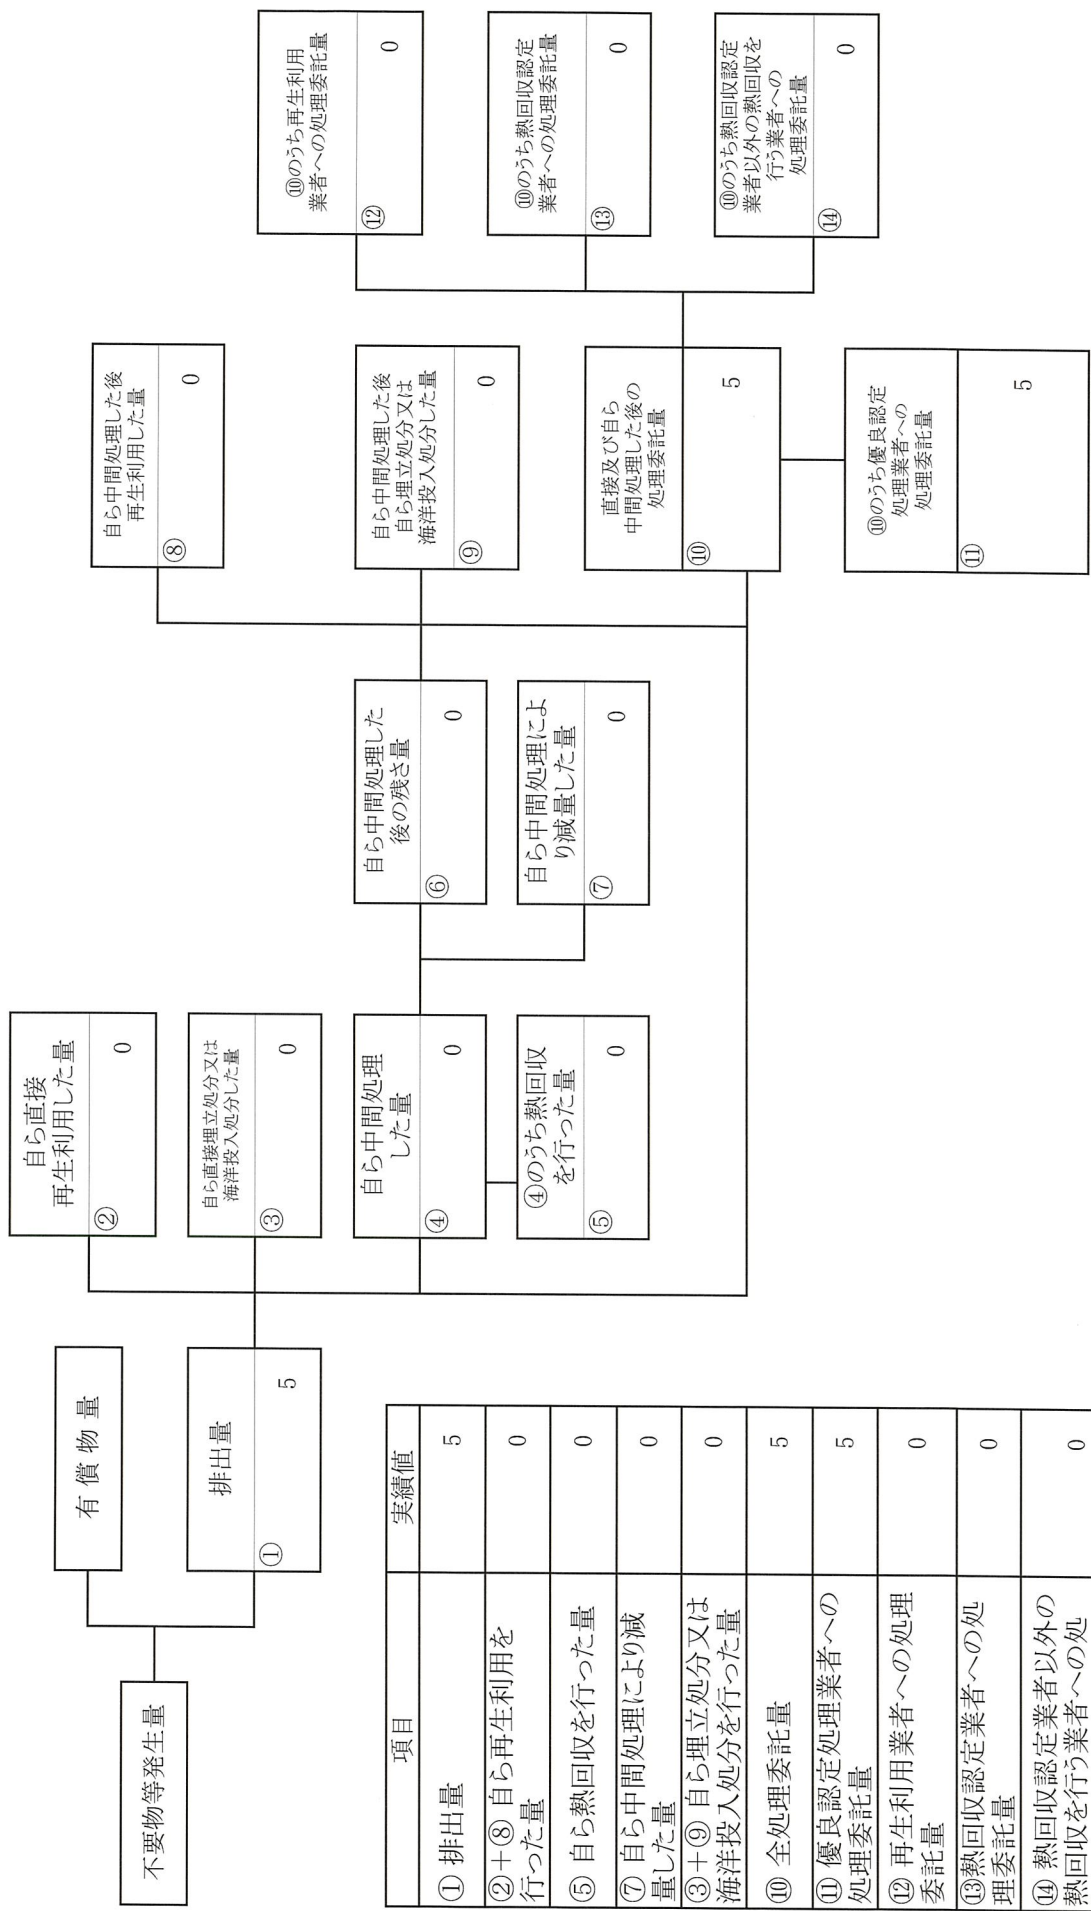 不要物等発生量
有償物量
排出量
①
5
自ら直接
再生利用した量
②
0
自ら直接埋立処分又は
海洋投入処分した量
③
0
自ら中間処理
した量
④
0
④のうち熱回収
を行った量
⑤
0
自ら中間処理した
後の残さ量
⑥
0
自ら中間処理によ
り減量した量
⑦
0
自ら中間処理した後
再生利用した量
⑧
0
自ら中間処理した後
自ら埋立処分又は
海洋投入処分した量
⑨
0
直接及び自ら
中間処理した後の
処理委託量
⑩
5
⑩のうち優良認定
処理業者への
処理委託量
⑪
5
⑩のうち再生利用
業者への処理委託量
⑫
0
⑩のうち熱回収認定
業者への処理委託量
⑬
0
⑩のうち熱回収認定
業者以外の熱回収を
行う業者への
処理委託量
⑭
0
項目 実績値
① 排出量 5
②+⑧ 自ら再生利用を
行った量 0
⑤ 自ら熱回収を行った量 0
⑦ 自ら中間処理により減
量した量 0
③+⑨ 自ら埋立処分又は
海洋投入処分を行った量 0
⑩ 全処理委託量 5
⑪ 優良認定処理業者への
処理委託量 5
⑫ 再生利用業者への処理
委託量 0
⑬熱回収認定業者への処
理委託量 0
⑭ 熱回収認定業者以外の
熱回収を行う業者への処 0